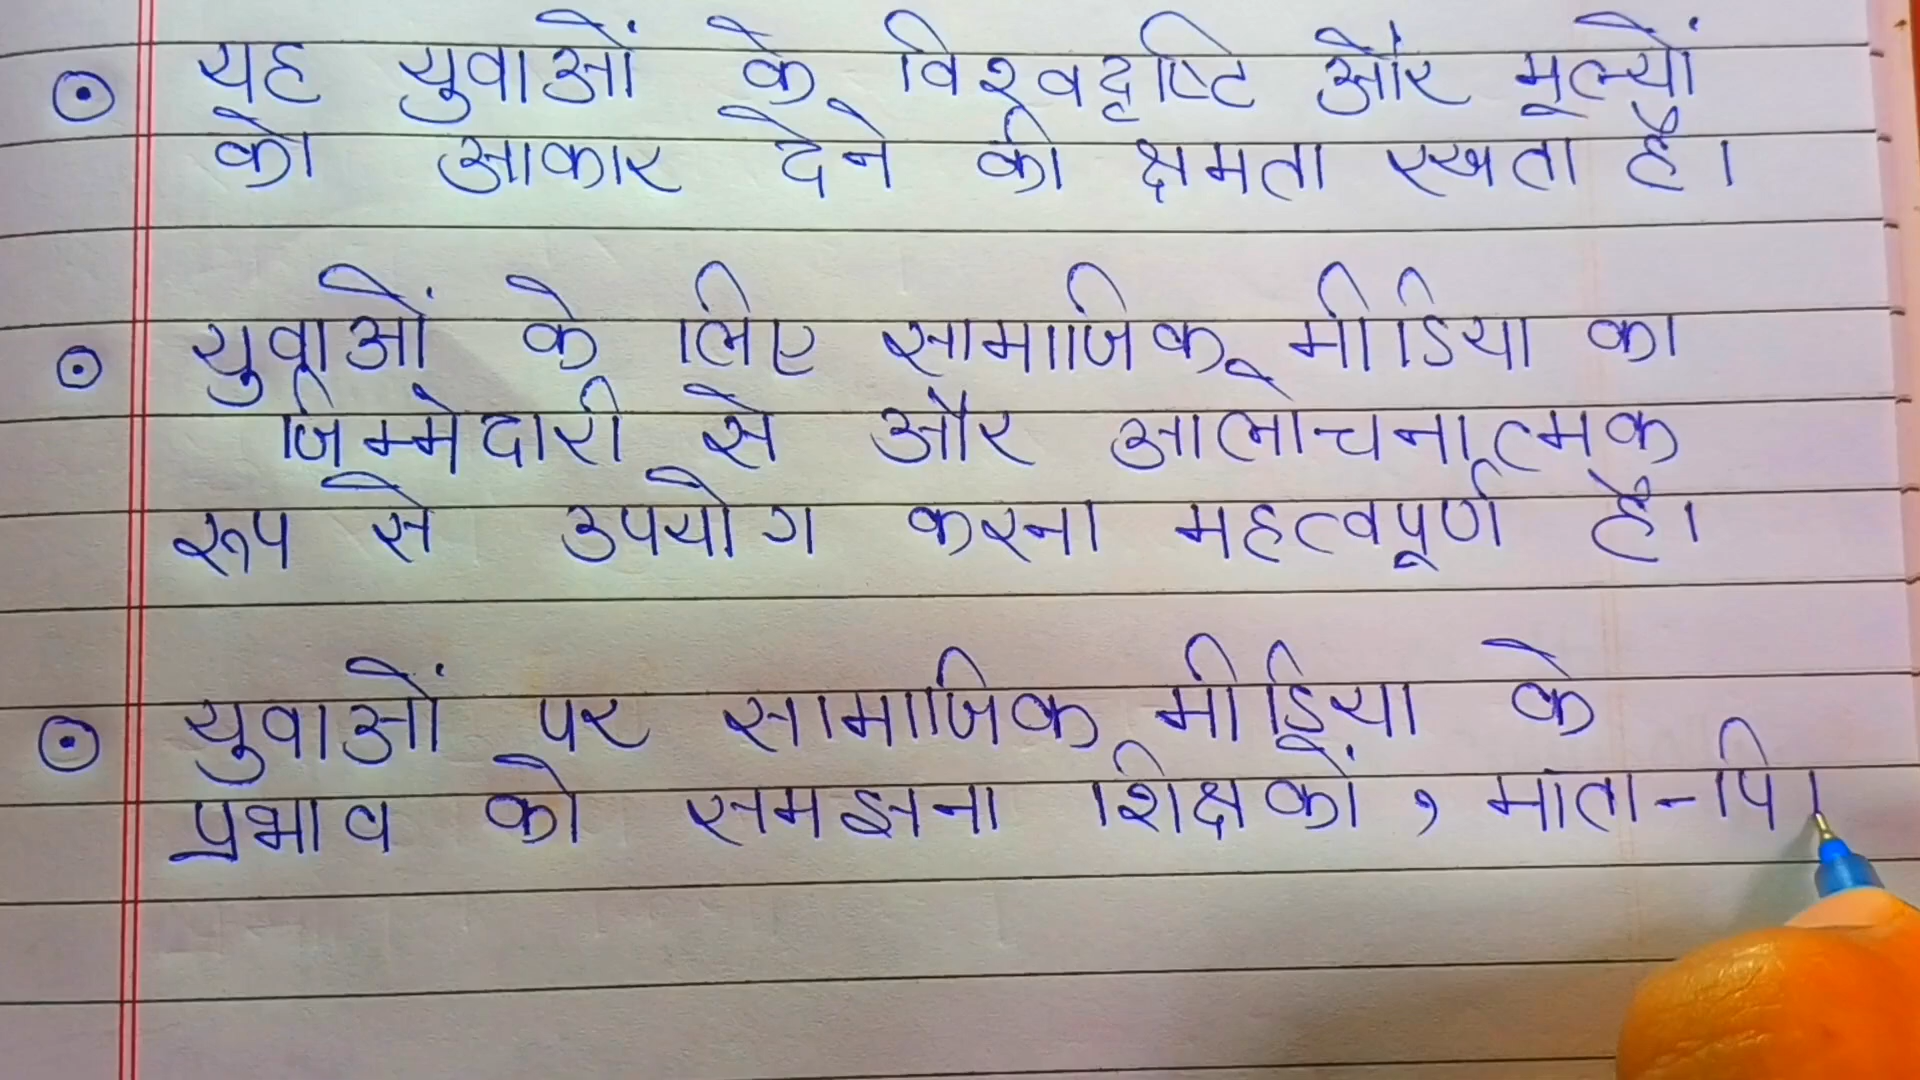 यह युवाओं के विश्वदृष्टि और मूल्यों
को आकार देने की क्षमता रखता है।
युवाओं के लिए सामाजिक मीडिया का
जिम्मेदारी से और आलोचनात्मक
रूप से उपयोग करना महत्वपूर्ण है।
युवाओं पर सामाजिक मीडिया के
प्रभाव को समझना शिक्षकों, माता-पि